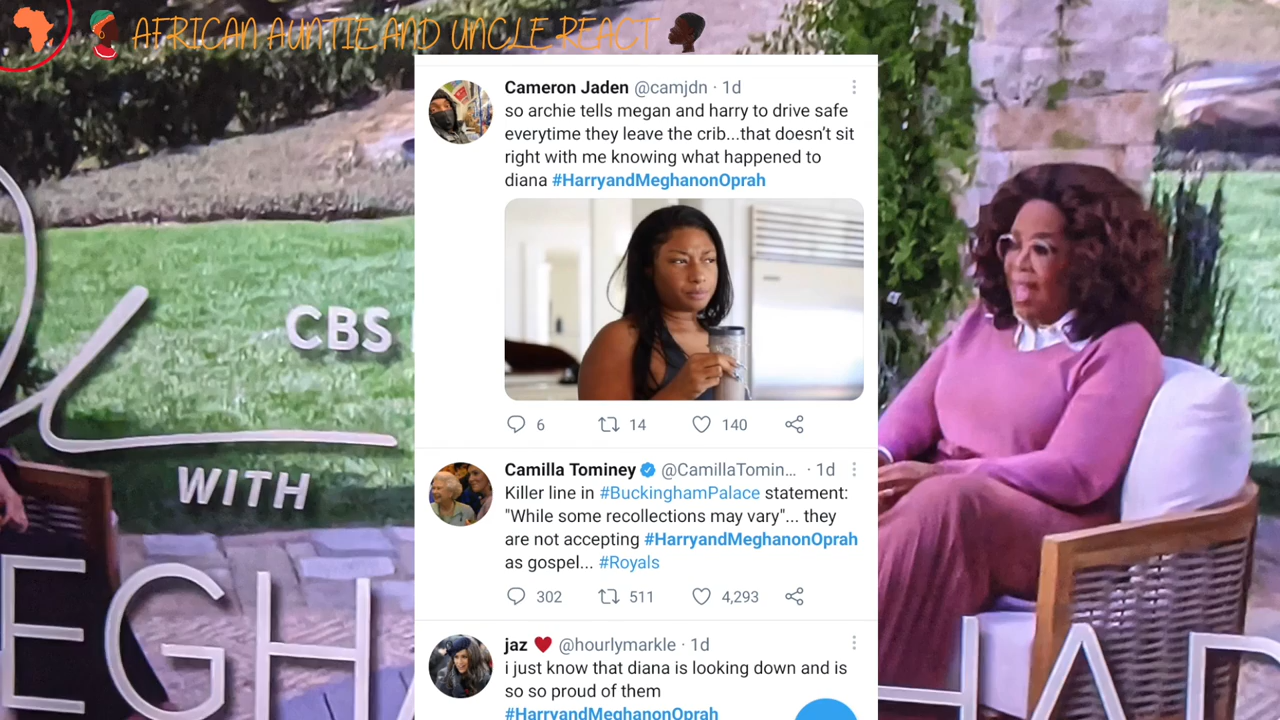 AFRICAN AUNTIE AND UNCLE REACT
Cameron Jaden @camjdn · 1d
so archie tells megan and harry to drive safe
everytime they leave the crib...that doesn't sit
right with me knowing what happened to
diana #HarryandMeghanonOprah
6 14 140
Camilla Tominey @CamillaTomin... · 1d
Killer line in #BuckinghamPalace statement:
"While some recollections may vary"... they
are not accepting #HarryandMeghanonOprah
as gospel... #Royals
302 511 4,293
jaz ❤️ @hourlymarkle · 1d
i just know that diana is looking down and is
so so proud of them
#HarryandMeghanonOprah
CBS
WITH
EGHA
HAR